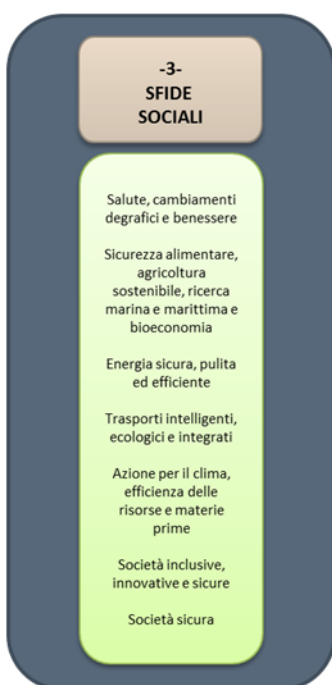 -3-
SFIDE
SOCIALI
Salute, cambiamenti
degrafici e benessere
Sicurezza alimentare,
agricoltura
sostenibile, ricerca
marina e marittima e
bioeconomia
Energia sicura, pulita
ed efficiente
Trasporti intelligenti,
ecologici e integrati
Azione per il clima,
efficienza delle
risorse e materie
prime
Società inclusive,
innovative e sicure
Società sicura